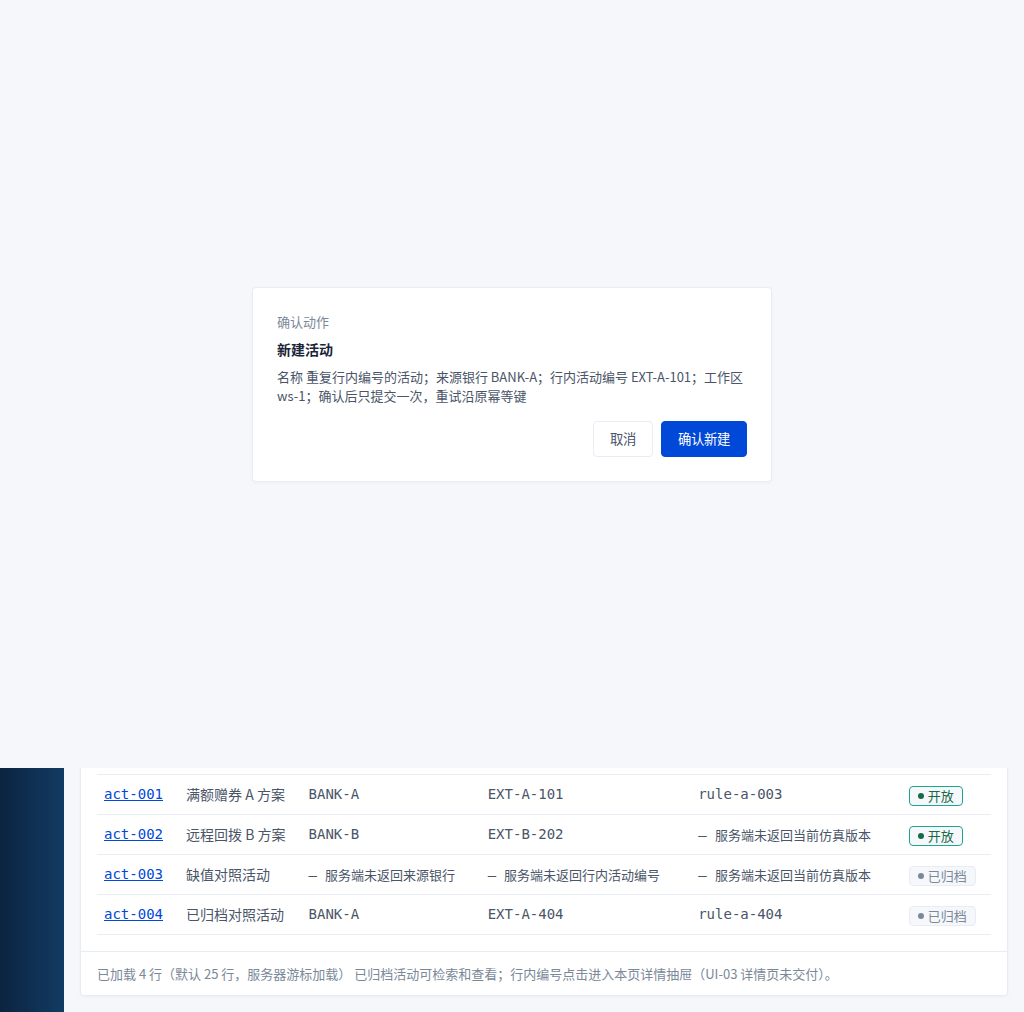 确认动作
新建活动
名称 重复行内编号的活动；来源银行 BANK-A；行内活动编号 EXT-A-101；工作区
ws-1；确认后只提交一次，重试沿原幂等键
取消 确认新建
act-001 满额赠券 A 方案 BANK-A EXT-A-101 rule-a-003 开放
act-002 远程回拨 B 方案 BANK-B EXT-B-202 — 服务端未返回当前仿真版本 开放
act-003 缺值对照活动 — 服务端未返回来源银行 — 服务端未返回行内活动编号 — 服务端未返回当前仿真版本 已归档
act-004 已归档对照活动 BANK-A EXT-A-404 rule-a-404 已归档
已加载 4 行（默认 25 行，服务器游标加载） 已归档活动可检索和查看；行内编号点击进入本页详情抽屉（UI-03 详情页未交付）。